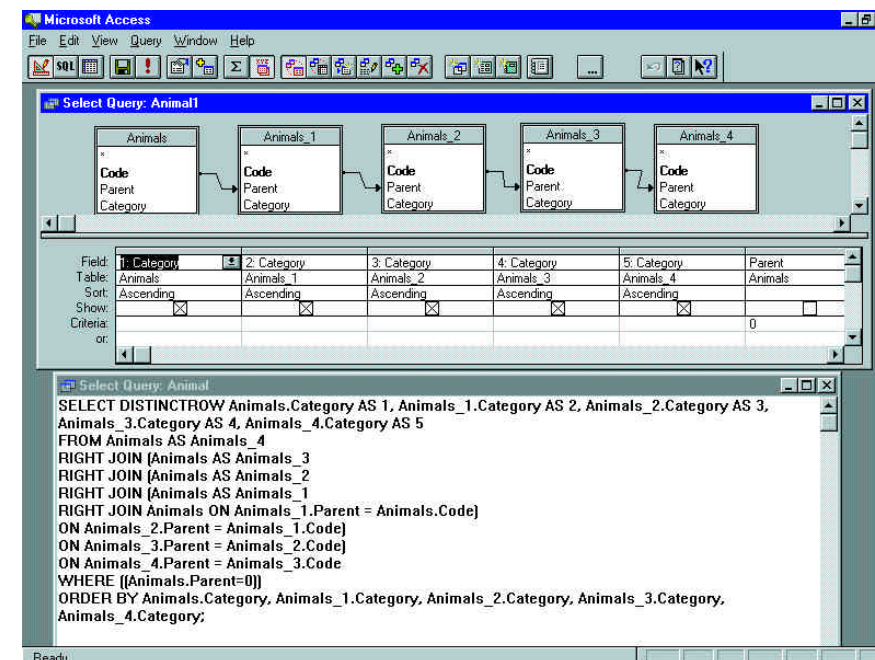 Microsoft Access
File Edit View Query Window Help
SQL
Select Query: Animal1
Animals Animals_1 Animals_2 Animals_3 Animals_4
* * * * *
Code Code Code Code Code
Parent Parent Parent Parent Parent
Category Category Category Category Category
Field: 1: Category 2: Category 3: Category 4: Category 5: Category Parent
Table: Animals Animals_1 Animals_2 Animals_3 Animals_4 Animals
Sort: Ascending Ascending Ascending Ascending Ascending
Show:
Criteria: 0
or:
Select Query: Animal
SELECT DISTINCTROW Animals.Category AS 1, Animals_1.Category AS 2, Animals_2.Category AS 3,
Animals_3.Category AS 4, Animals_4.Category AS 5
FROM Animals AS Animals_4
RIGHT JOIN (Animals AS Animals_3
RIGHT JOIN (Animals AS Animals_2
RIGHT JOIN (Animals AS Animals_1
RIGHT JOIN Animals ON Animals_1.Parent = Animals.Code)
ON Animals_2.Parent = Animals_1.Code)
ON Animals_3.Parent = Animals_2.Code)
ON Animals_4.Parent = Animals_3.Code
WHERE ((Animals.Parent=0))
ORDER BY Animals.Category, Animals_1.Category, Animals_2.Category, Animals_3.Category,
Animals_4.Category;
Ready